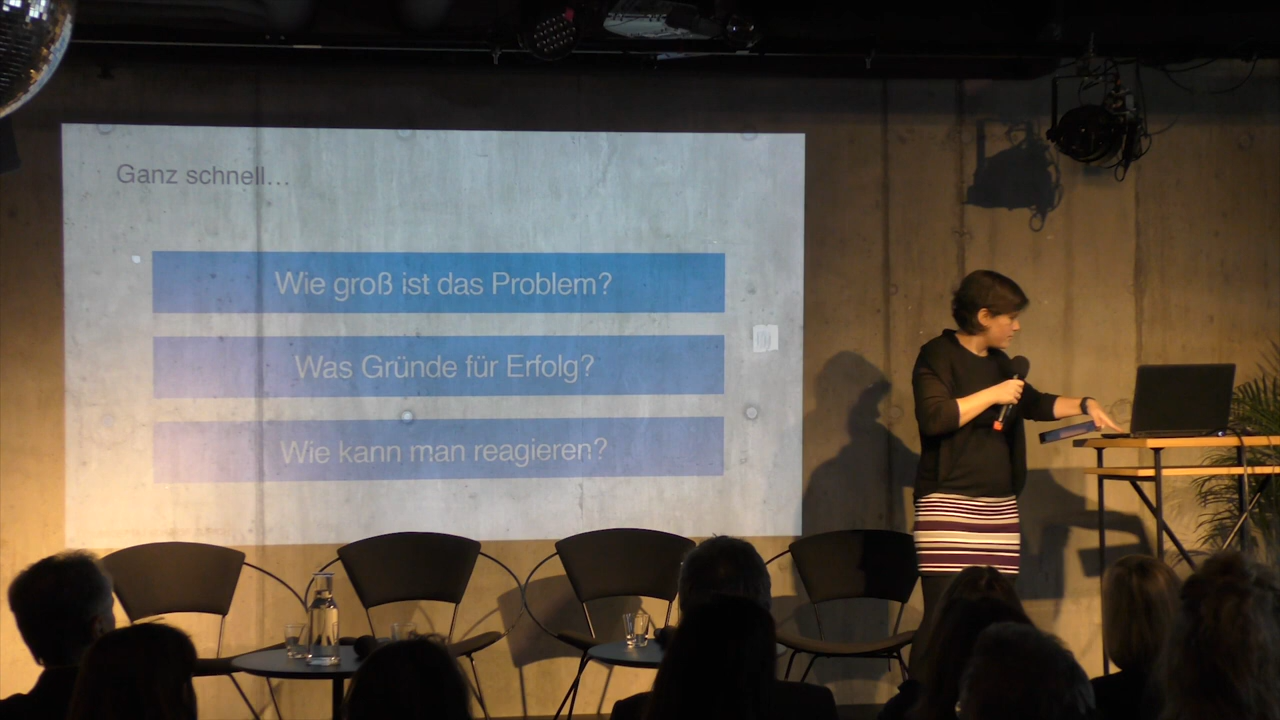 Ganz schnell…
Wie groß ist das Problem?
Was Gründe für Erfolg?
Wie kann man reagieren?